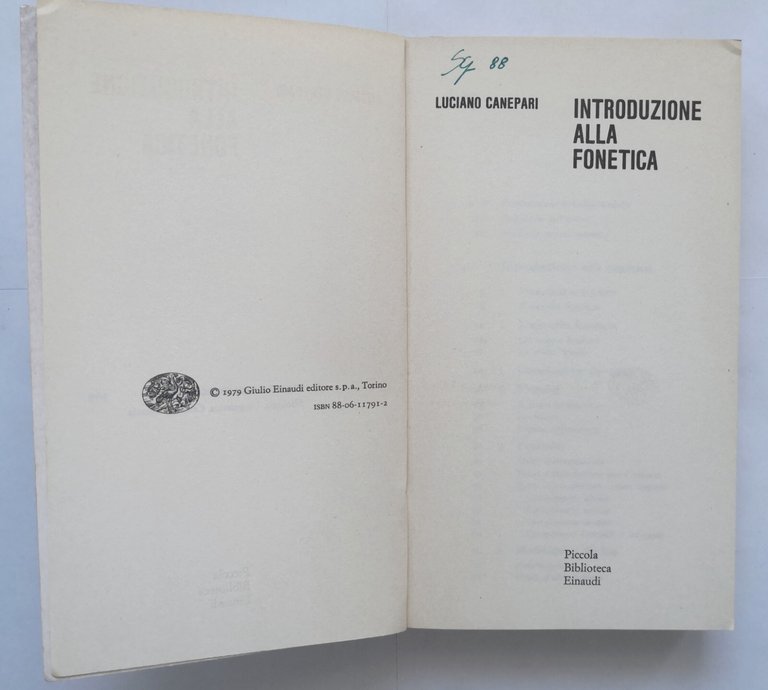 © 1979 Giulio Einaudi editore s.p.a., Torino
ISBN 88-06-11791-2
88
LUCIANO CANEPARI
INTRODUZIONE
ALLA
FONETICA
Piccola
Biblioteca
Einaudi